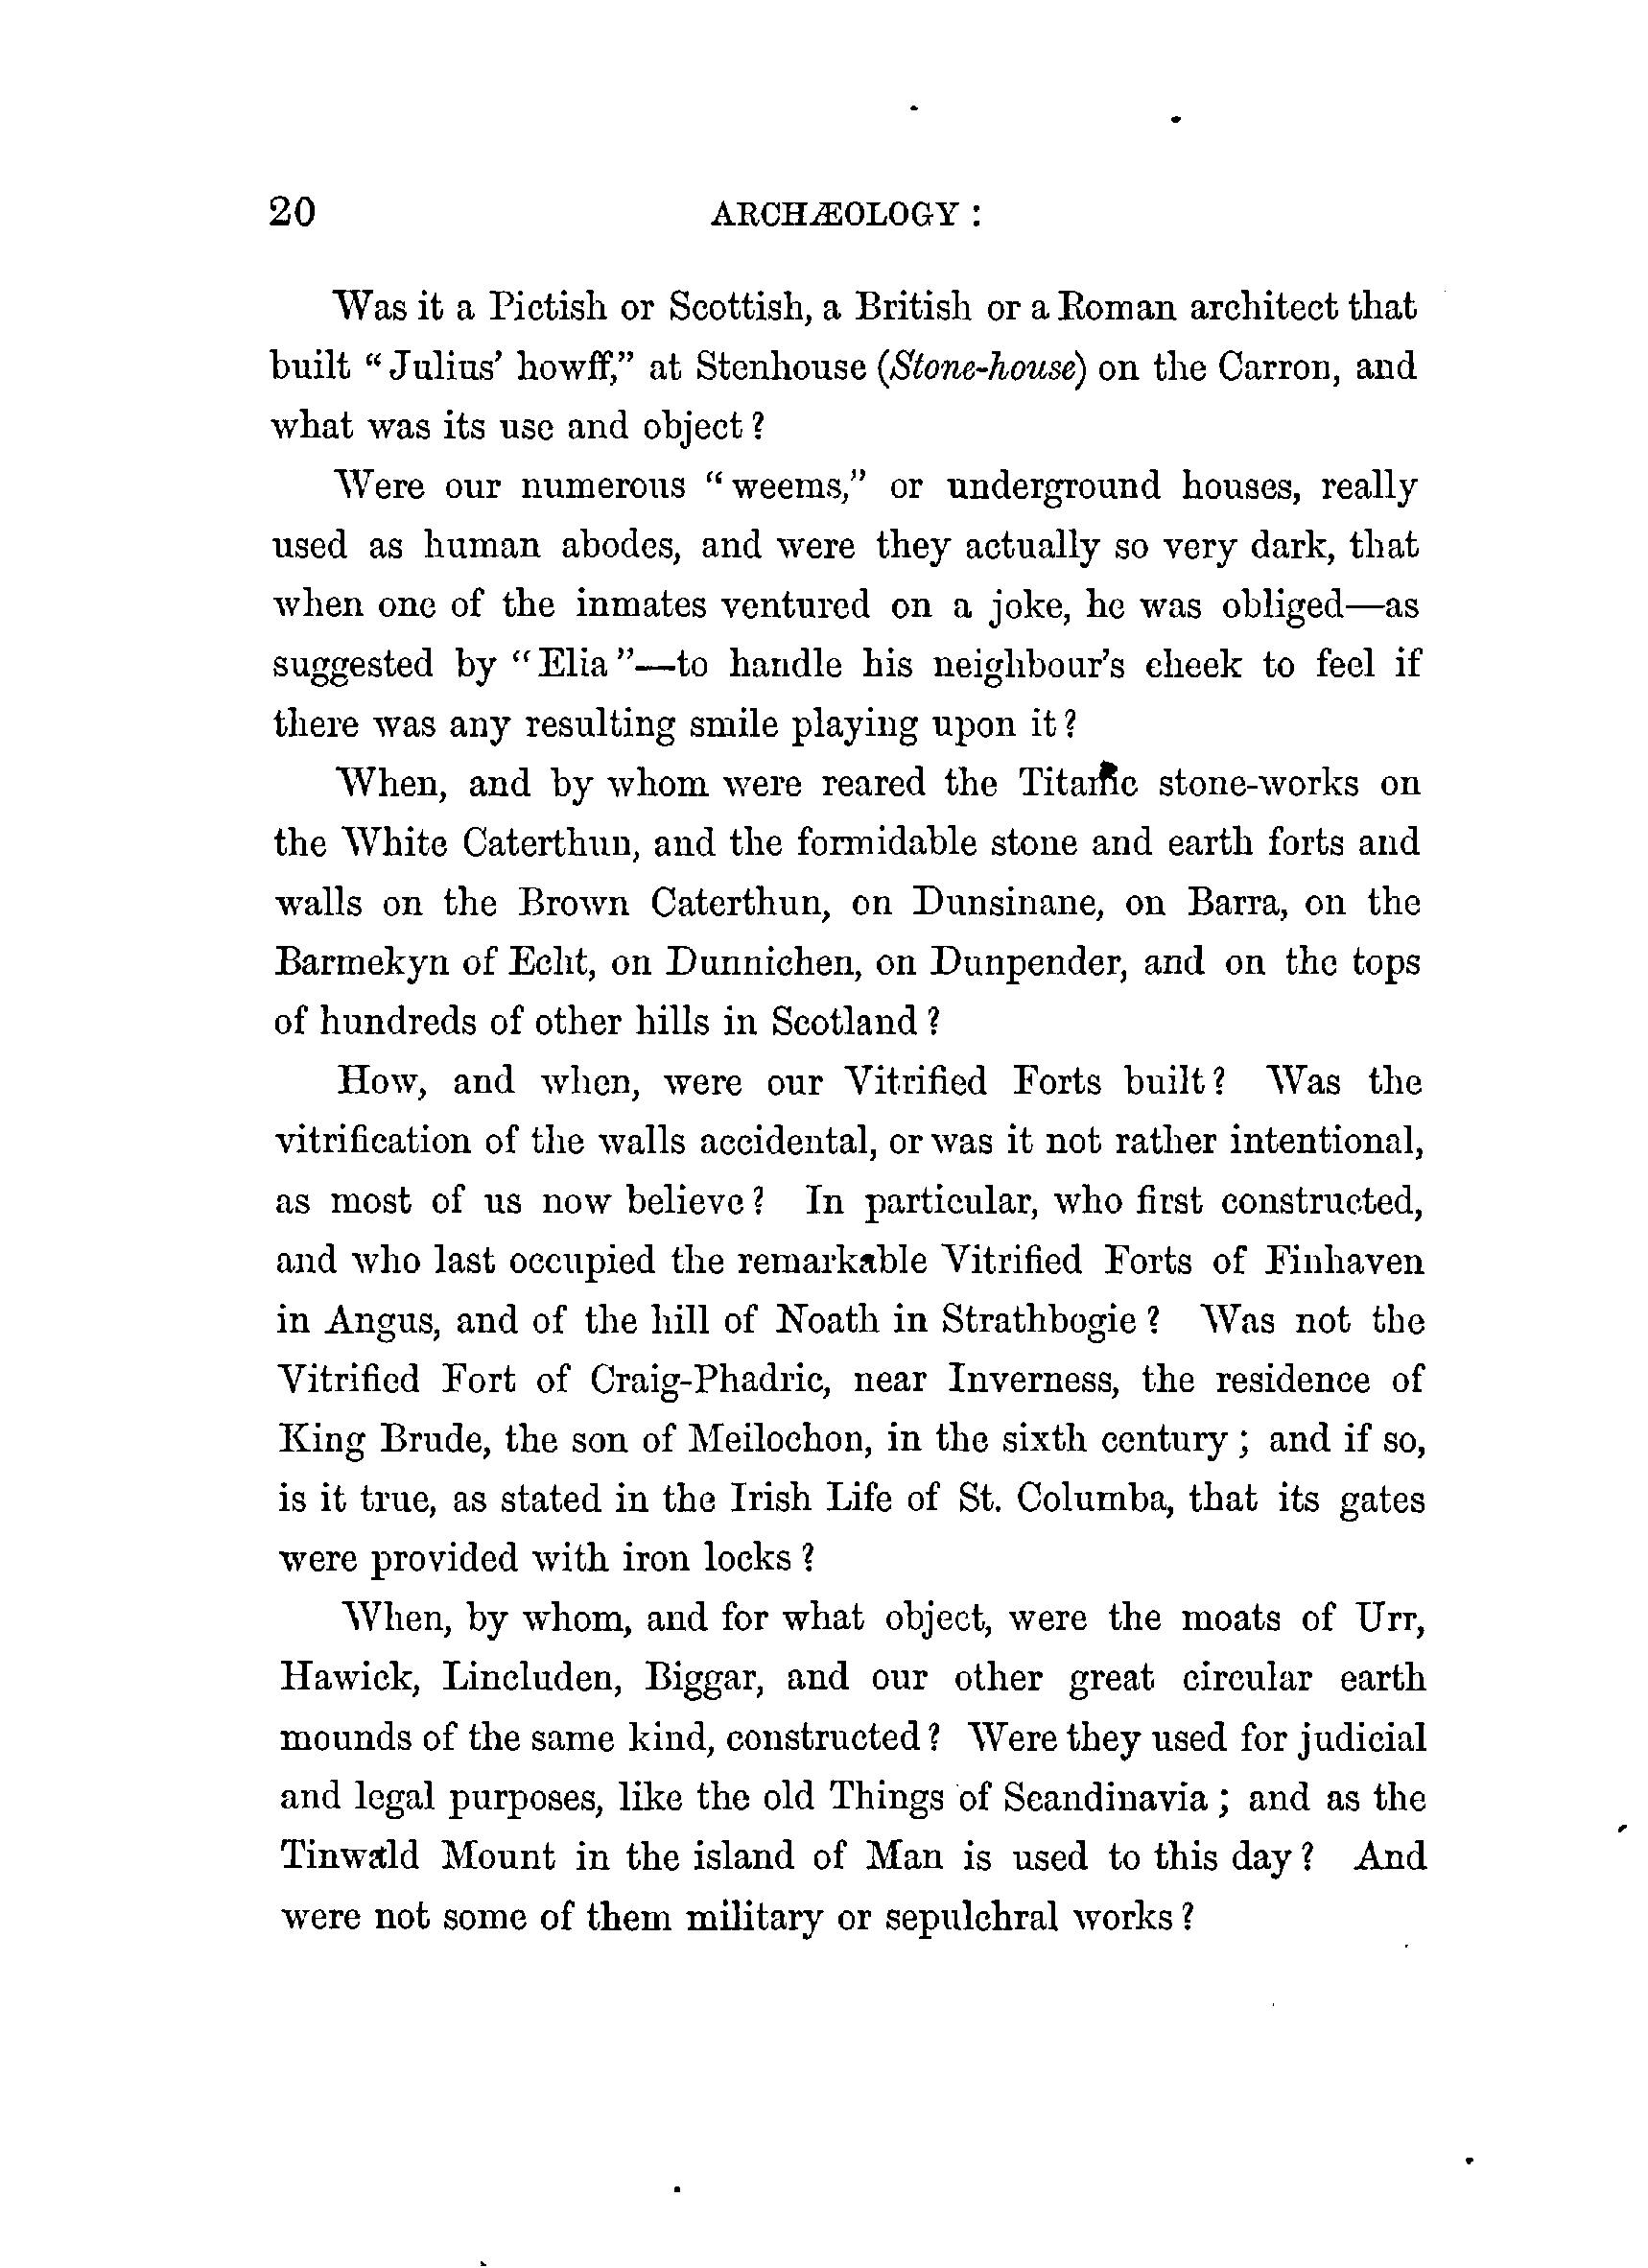 20 ARCHÆOLOGY :
Was it a Pictish or Scottish, a British or a Roman architect that
built “Julius’ howff,” at Stenhouse (Stone-house) on the Carron, and
what was its use and object ?
Were our numerous “weems,” or underground houses, really
used as human abodes, and were they actually so very dark, that
when one of the inmates ventured on a joke, he was obliged—as
suggested by “Elia”—to handle his neighbour’s cheek to feel if
there was any resulting smile playing upon it ?
When, and by whom were reared the Titanic stone-works on
the White Caterthun, and the formidable stone and earth forts and
walls on the Brown Caterthun, on Dunsinane, on Barra, on the
Barmekyn of Echt, on Dunnichen, on Dunpender, and on the tops
of hundreds of other hills in Scotland ?
How, and when, were our Vitrified Forts built ? Was the
vitrification of the walls accidental, or was it not rather intentional,
as most of us now believe ? In particular, who first constructed,
and who last occupied the remarkable Vitrified Forts of Finhaven
in Angus, and of the hill of Noath in Strathbogie ? Was not the
Vitrified Fort of Craig-Phadric, near Inverness, the residence of
King Brude, the son of Meilochon, in the sixth century ; and if so,
is it true, as stated in the Irish Life of St. Columba, that its gates
were provided with iron locks ?
When, by whom, and for what object, were the moats of Urr,
Hawick, Lincluden, Biggar, and our other great circular earth
mounds of the same kind, constructed ? Were they used for judicial
and legal purposes, like the old Things of Scandinavia ; and as the
Tinwald Mount in the island of Man is used to this day ? And
were not some of them military or sepulchral works ?